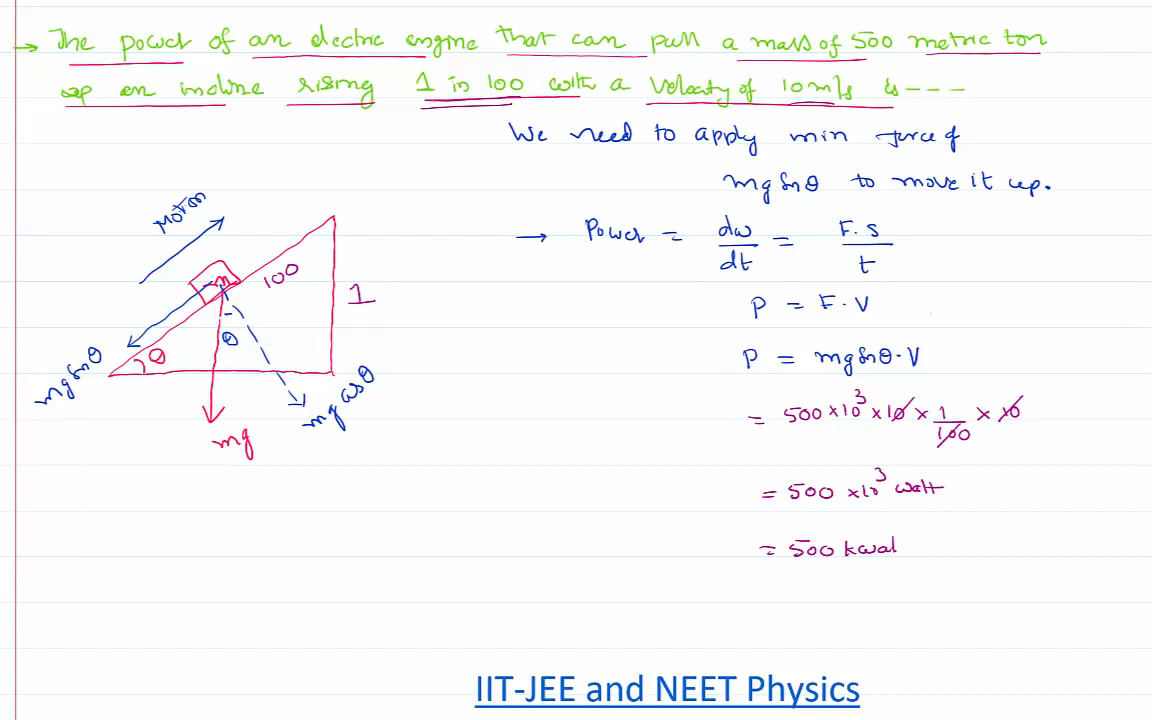 → The power of an electric engine that can pull a mass of 500 metric ton
up an incline rising 1 in 100 with a velocity of 10 m/s is ---
We need to apply min force of
mg sinθ to move it up.
Motion
→ Power = dw/dt = F.s/t
m
100
1
P = F.V
θ
θ
mg sinθ
P = mg sinθ.V
mg cosθ
= 500 × 10³ × 10 × 1/100 × 10
mg
= 500 × 10³ watt
= 500 kwat
IIT-JEE and NEET Physics